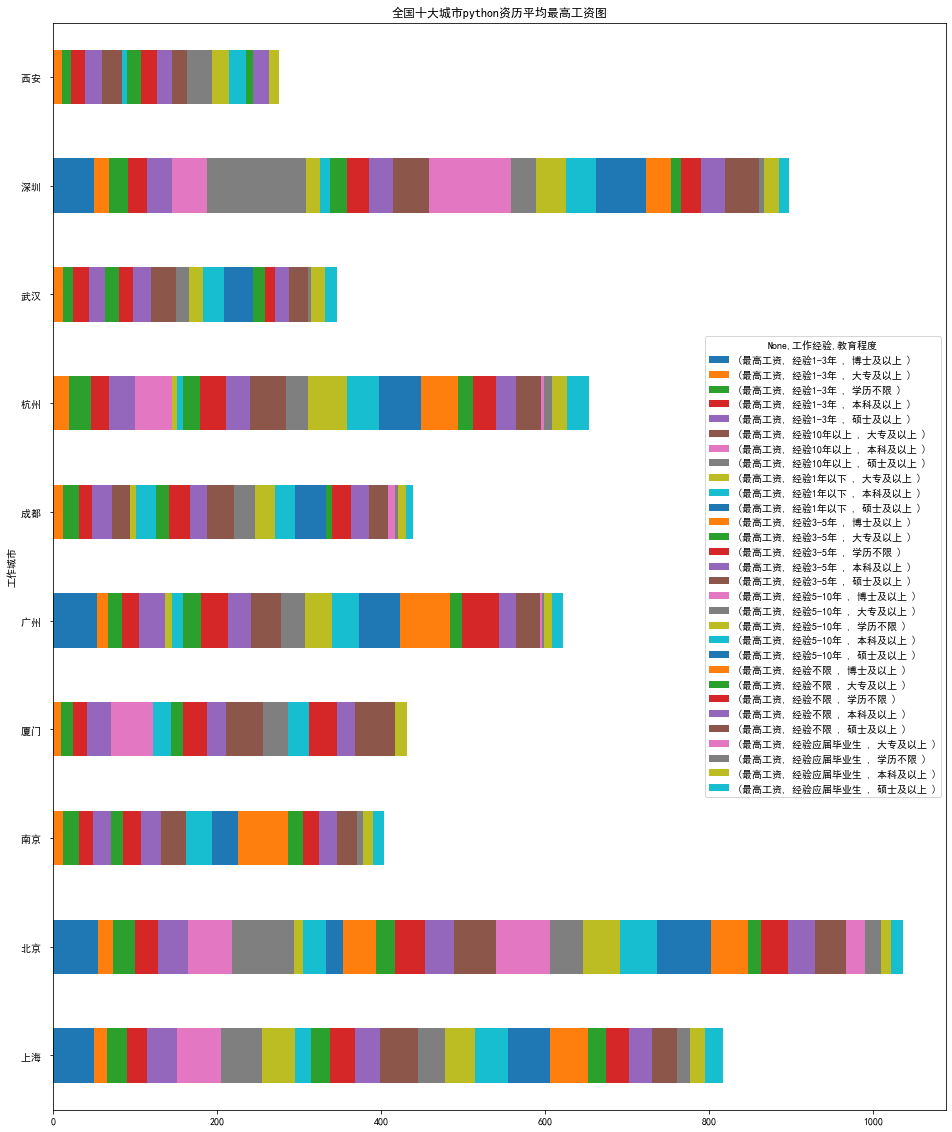 全国十大城市python资历平均最高工资图
工作城市
西安
深圳
武汉
杭州
成都
广州
厦门
南京
北京
上海
0 200 400 600 800 1000
None,工作经验,教育程度
(最高工资, 经验1-3年 , 博士及以上 )
(最高工资, 经验1-3年 , 大专及以上 )
(最高工资, 经验1-3年 , 学历不限 )
(最高工资, 经验1-3年 , 本科及以上 )
(最高工资, 经验1-3年 , 硕士及以上 )
(最高工资, 经验10年以上 , 大专及以上 )
(最高工资, 经验10年以上 , 本科及以上 )
(最高工资, 经验10年以上 , 硕士及以上 )
(最高工资, 经验1年以下 , 大专及以上 )
(最高工资, 经验1年以下 , 本科及以上 )
(最高工资, 经验1年以下 , 硕士及以上 )
(最高工资, 经验3-5年 , 博士及以上 )
(最高工资, 经验3-5年 , 大专及以上 )
(最高工资, 经验3-5年 , 学历不限 )
(最高工资, 经验3-5年 , 本科及以上 )
(最高工资, 经验3-5年 , 硕士及以上 )
(最高工资, 经验5-10年 , 博士及以上 )
(最高工资, 经验5-10年 , 大专及以上 )
(最高工资, 经验5-10年 , 学历不限 )
(最高工资, 经验5-10年 , 本科及以上 )
(最高工资, 经验5-10年 , 硕士及以上 )
(最高工资, 经验不限 , 博士及以上 )
(最高工资, 经验不限 , 大专及以上 )
(最高工资, 经验不限 , 学历不限 )
(最高工资, 经验不限 , 本科及以上 )
(最高工资, 经验不限 , 硕士及以上 )
(最高工资, 经验应届毕业生 , 大专及以上 )
(最高工资, 经验应届毕业生 , 学历不限 )
(最高工资, 经验应届毕业生 , 本科及以上 )
(最高工资, 经验应届毕业生 , 硕士及以上 )